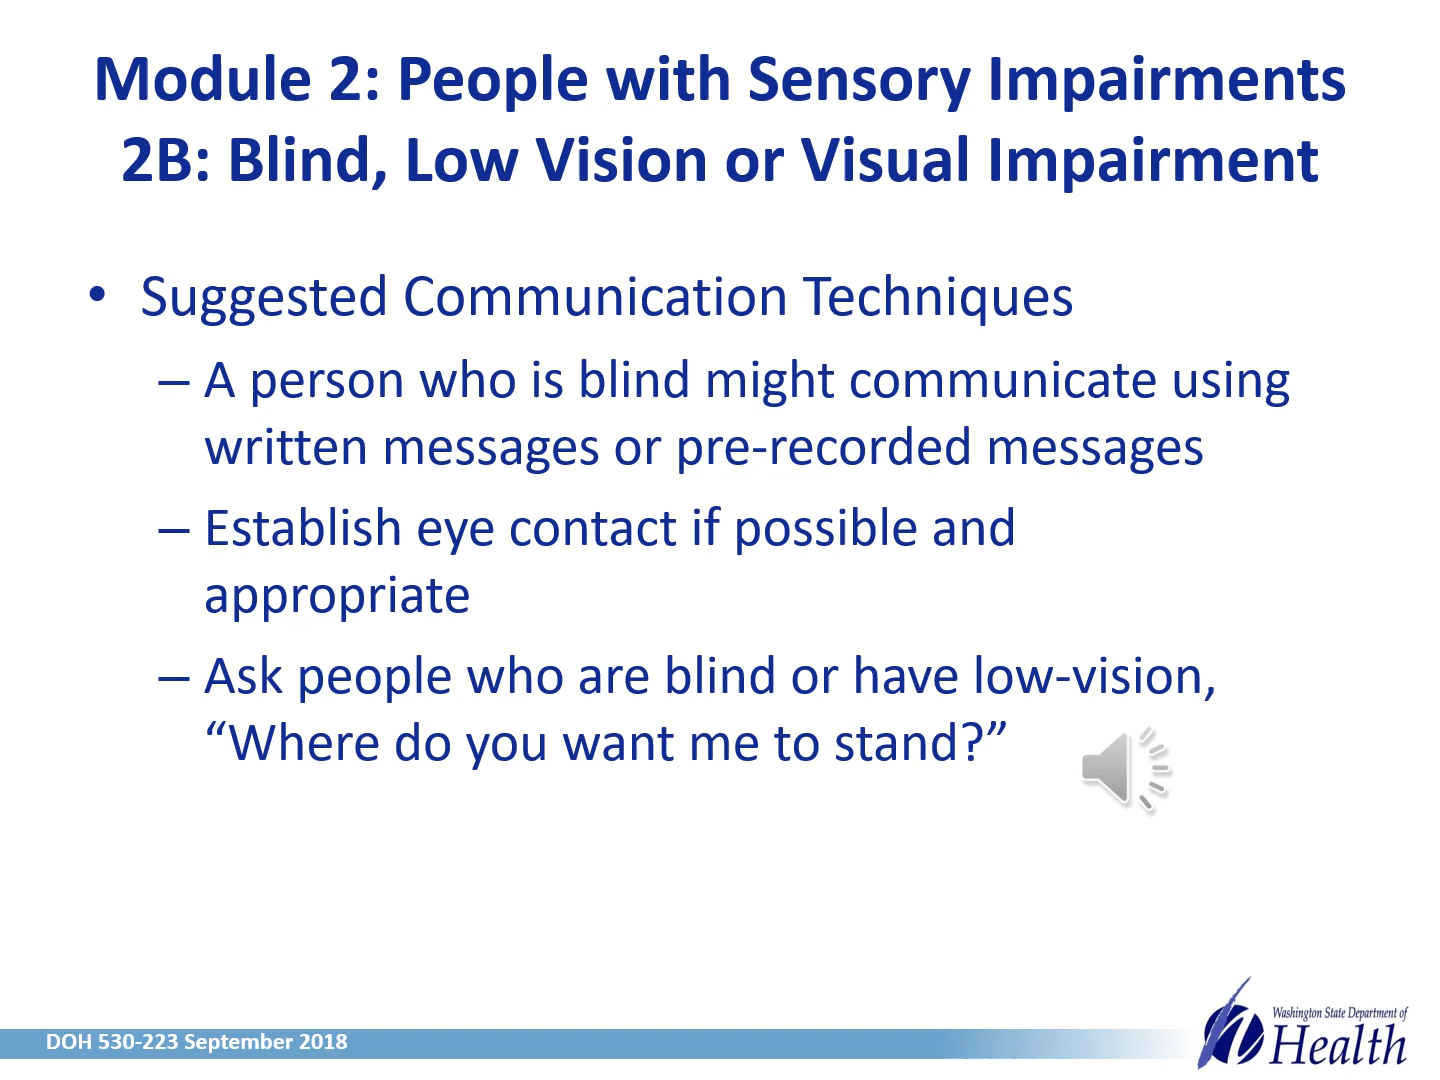 Module 2: People with Sensory Impairments
2B: Blind, Low Vision or Visual Impairment
• Suggested Communication Techniques
– A person who is blind might communicate using
written messages or pre-recorded messages
– Establish eye contact if possible and
appropriate
– Ask people who are blind or have low-vision,
“Where do you want me to stand?”
DOH 530-223 September 2018
Washington State Department of
Health